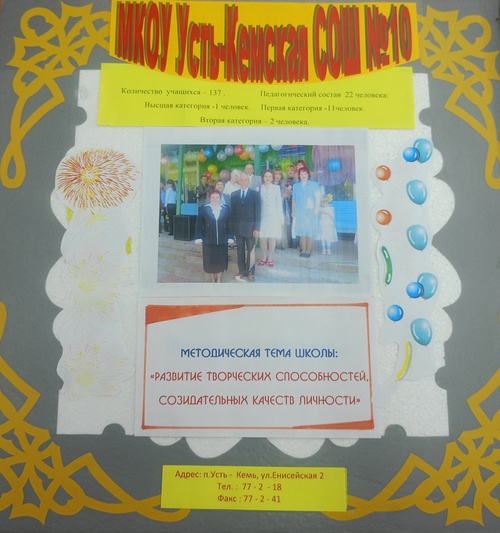 МКОУ Усть-Кемская СОШ №10
Количество учащихся – 137 . Педагогический состав 22 человека:
Высшая категория -1 человек. Первая категория -11человек.
Вторая категория – 2 человека.
МЕТОДИЧЕСКАЯ ТЕМА ШКОЛЫ:
«РАЗВИТИЕ ТВОРЧЕСКИХ СПОСОБНОСТЕЙ,
СОЗИДАТЕЛЬНЫХ КАЧЕСТВ ЛИЧНОСТИ»
Адрес: п.Усть - Кемь, ул.Енисейская 2
Тел. : 77 - 2 - 18
Факс : 77 - 2 - 41